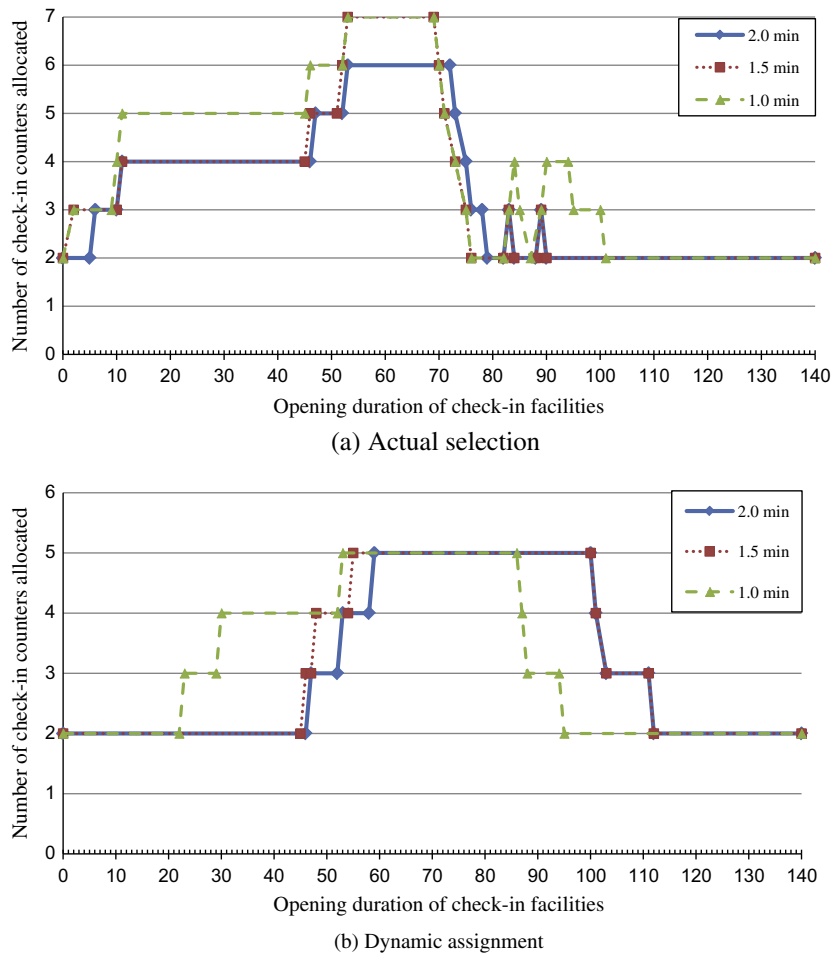 7
6
5
4
3
2
1
0
Number of check-in counters allocated
2.0 min
1.5 min
1.0 min
0 10 20 30 40 50 60 70 80 90 100 110 120 130 140
Opening duration of check-in facilities
(a) Actual selection
6
5
4
3
2
1
0
Number of check-in counters allocated
2.0 min
1.5 min
1.0 min
0 10 20 30 40 50 60 70 80 90 100 110 120 130 140
Opening duration of check-in facilities
(b) Dynamic assignment